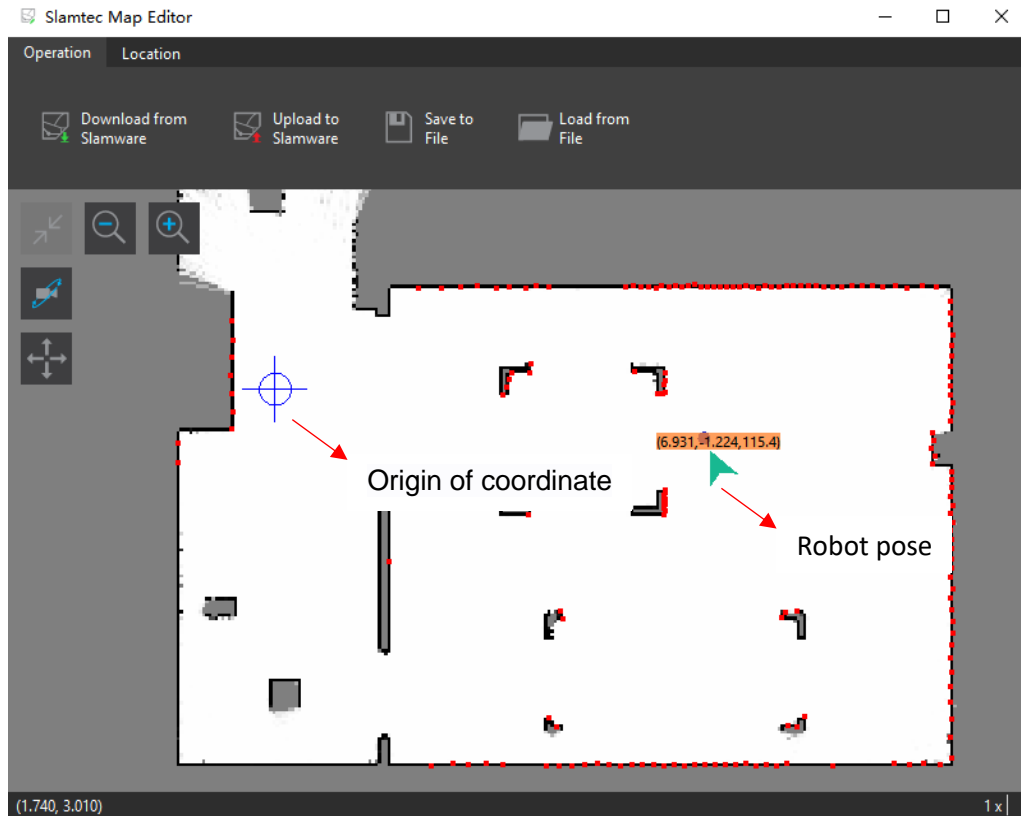 Slamtec Map Editor
Operation Location
Download from Slamware
Upload to Slamware
Save to File
Load from File
(6.931,-1.224,115.4)
Origin of coordinate
Robot pose
(1.740, 3.010)
1 x